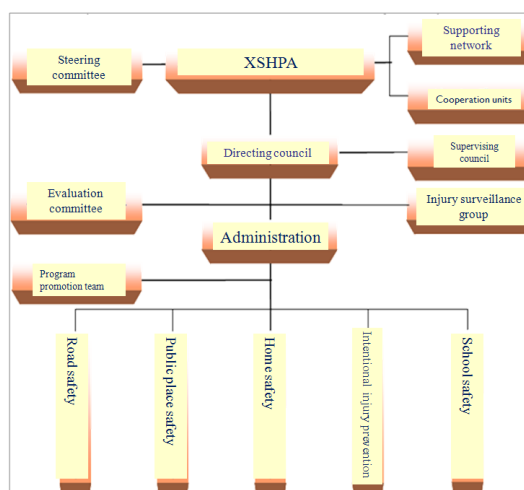 Steering
committee
XSHPA
Supporting
network
Cooperation units
Directing council
Supervising
council
Evaluation
committee
Injury surveillance
group
Administration
Program
promotion team
Road safety
Public place safety
Home safety
Intentional injury prevention
School safety